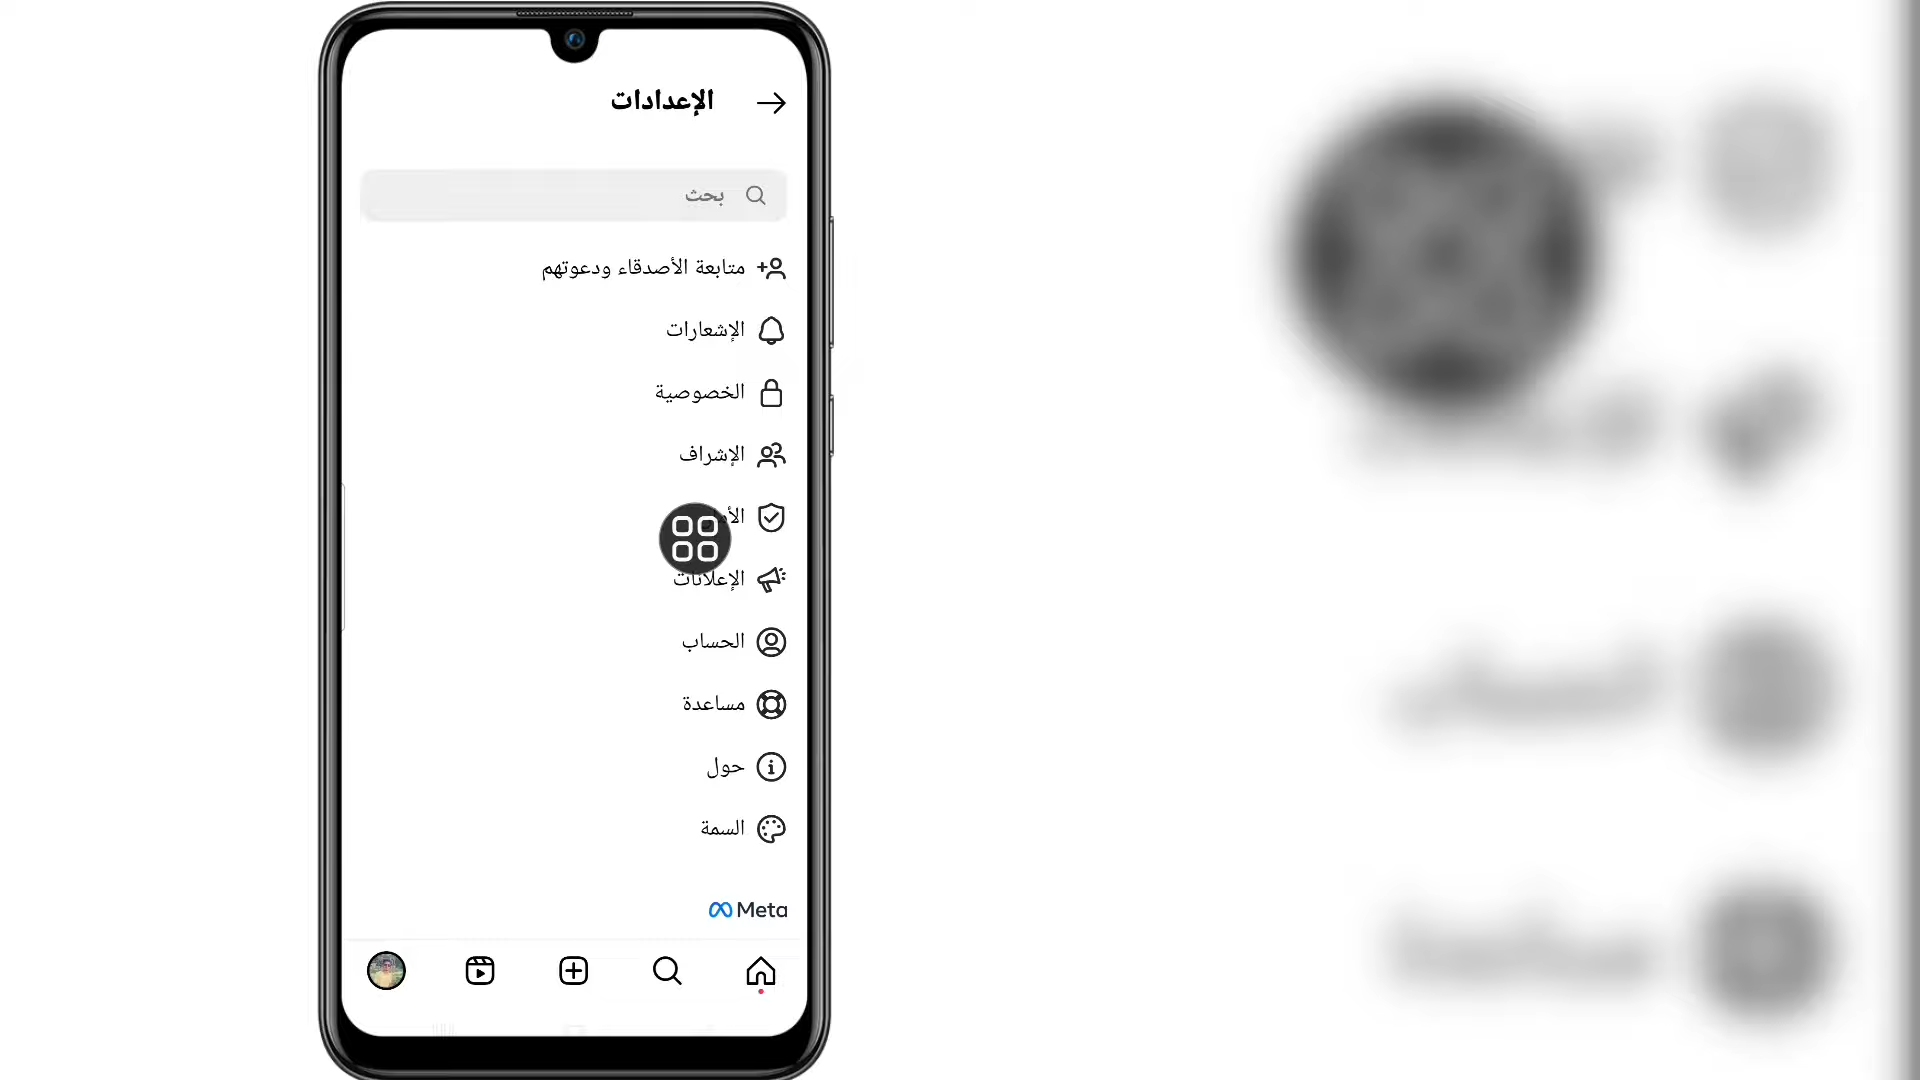 الإعدادات
بحث
متابعة الأصدقاء ودعوتهم
الإشعارات
الخصوصية
الإشراف
الإعلانات
الحساب
مساعدة
حول
السمة
Meta